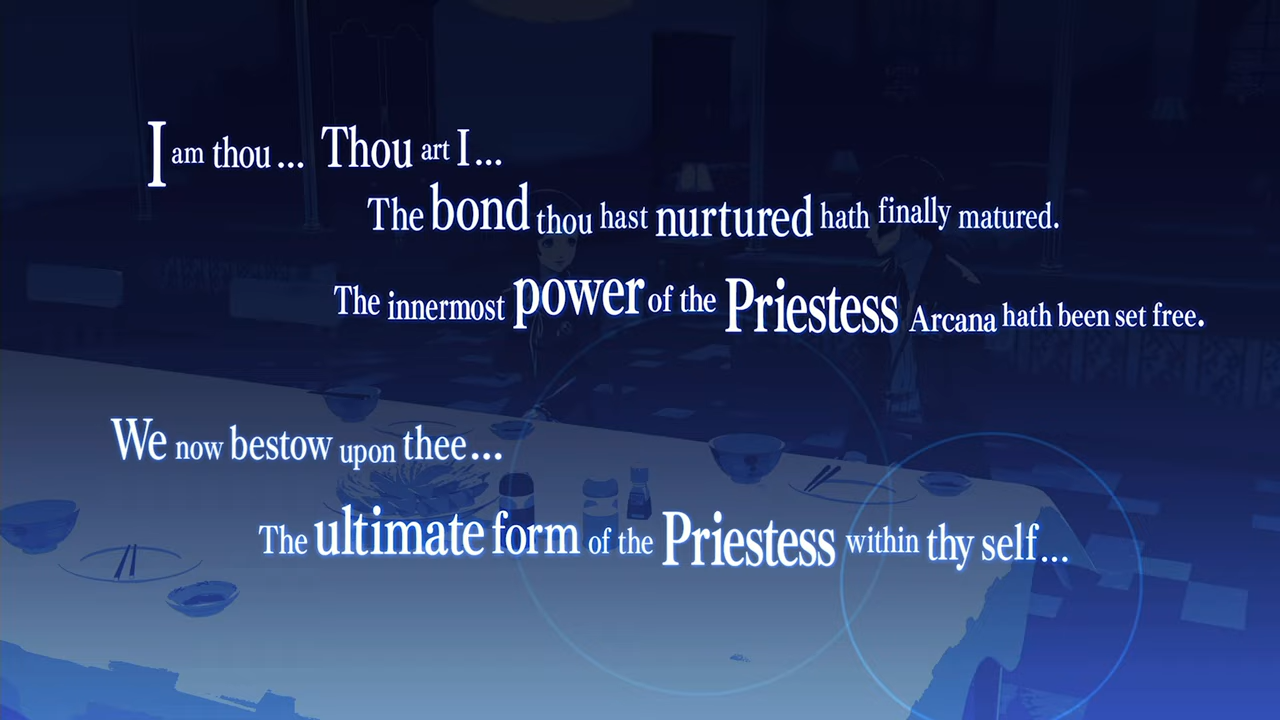 I am thou... Thou art I...
The bond thou hast nurtured hath finally matured.
The innermost power of the Priestess Arcana hath been set free.
We now bestow upon thee...
The ultimate form of the Priestess within thy self...